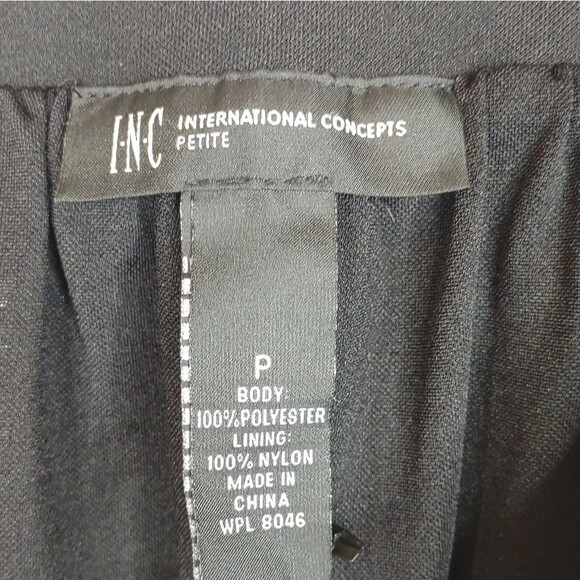 I·N·C INTERNATIONAL CONCEPTS
PETITE
P
BODY:
100%POLYESTER
LINING:
100% NYLON
MADE IN
CHINA
WPL 8046